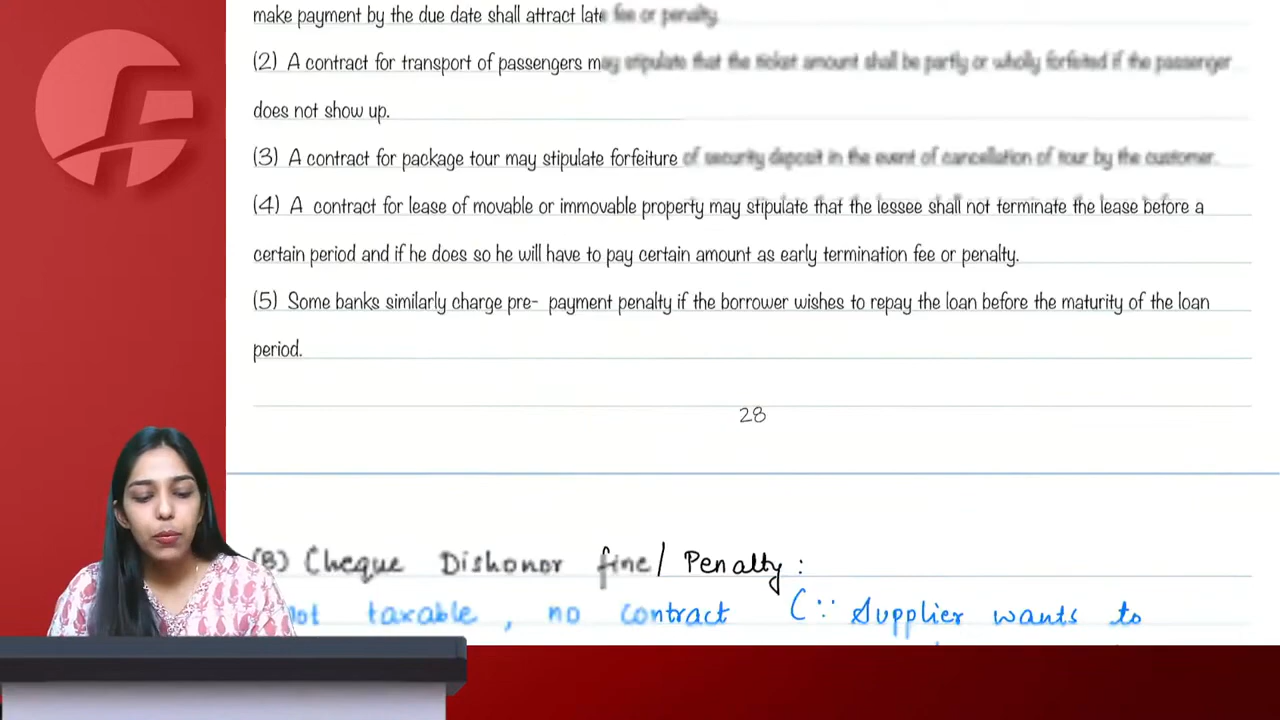 make payment by the due date shall attract late fee or penalty.
(2) A contract for transport of passengers may stipulate that the ticket amount shall be partly or wholly forfeited if the passenger
does not show up.
(3) A contract for package tour may stipulate forfeiture of security deposit in the event of cancellation of tour by the customer.
(4) A contract for lease of movable or immovable property may stipulate that the lessee shall not terminate the lease before a
certain period and if he does so he will have to pay certain amount as early termination fee or penalty.
(5) Some banks similarly charge pre- payment penalty if the borrower wishes to repay the loan before the maturity of the loan
period.
28
(B) Cheque Dishonor fine/ Penalty:
not taxable, no contract (∵ Supplier wants to